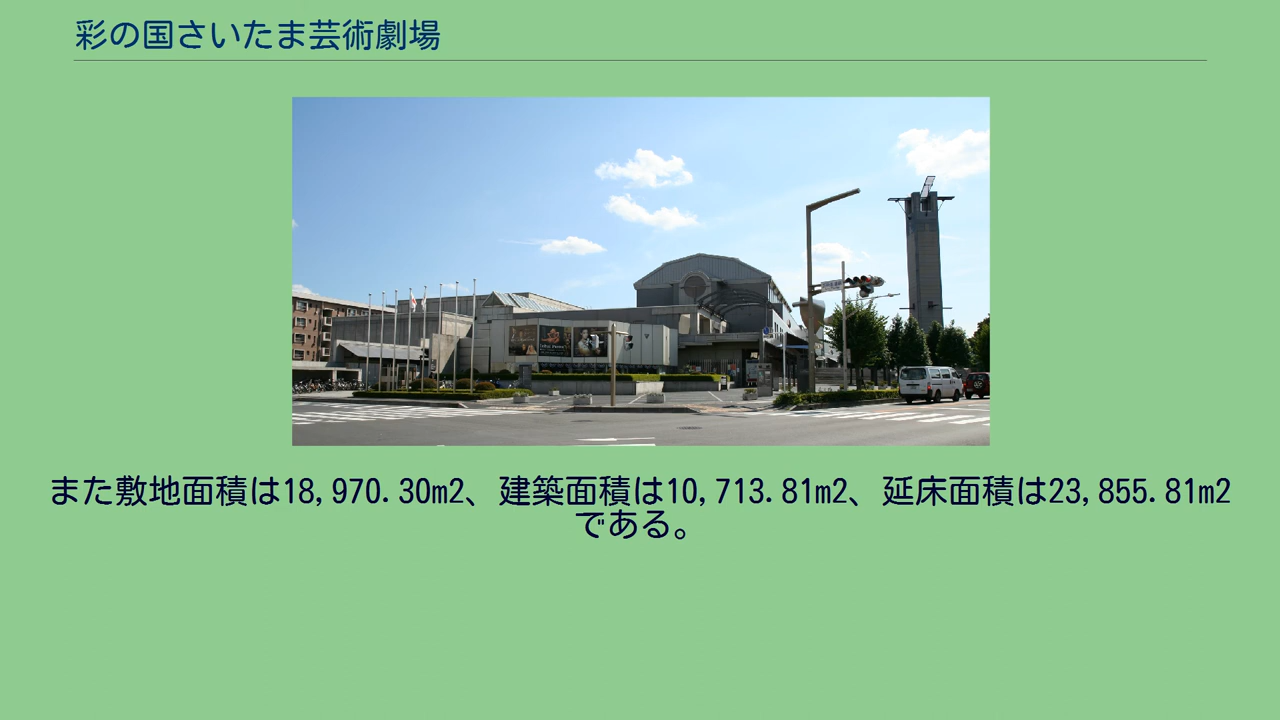 彩の国さいたま芸術劇場
また敷地面積は18,970.30m2、建築面積は10,713.81m2、延床面積は23,855.81m2
である。